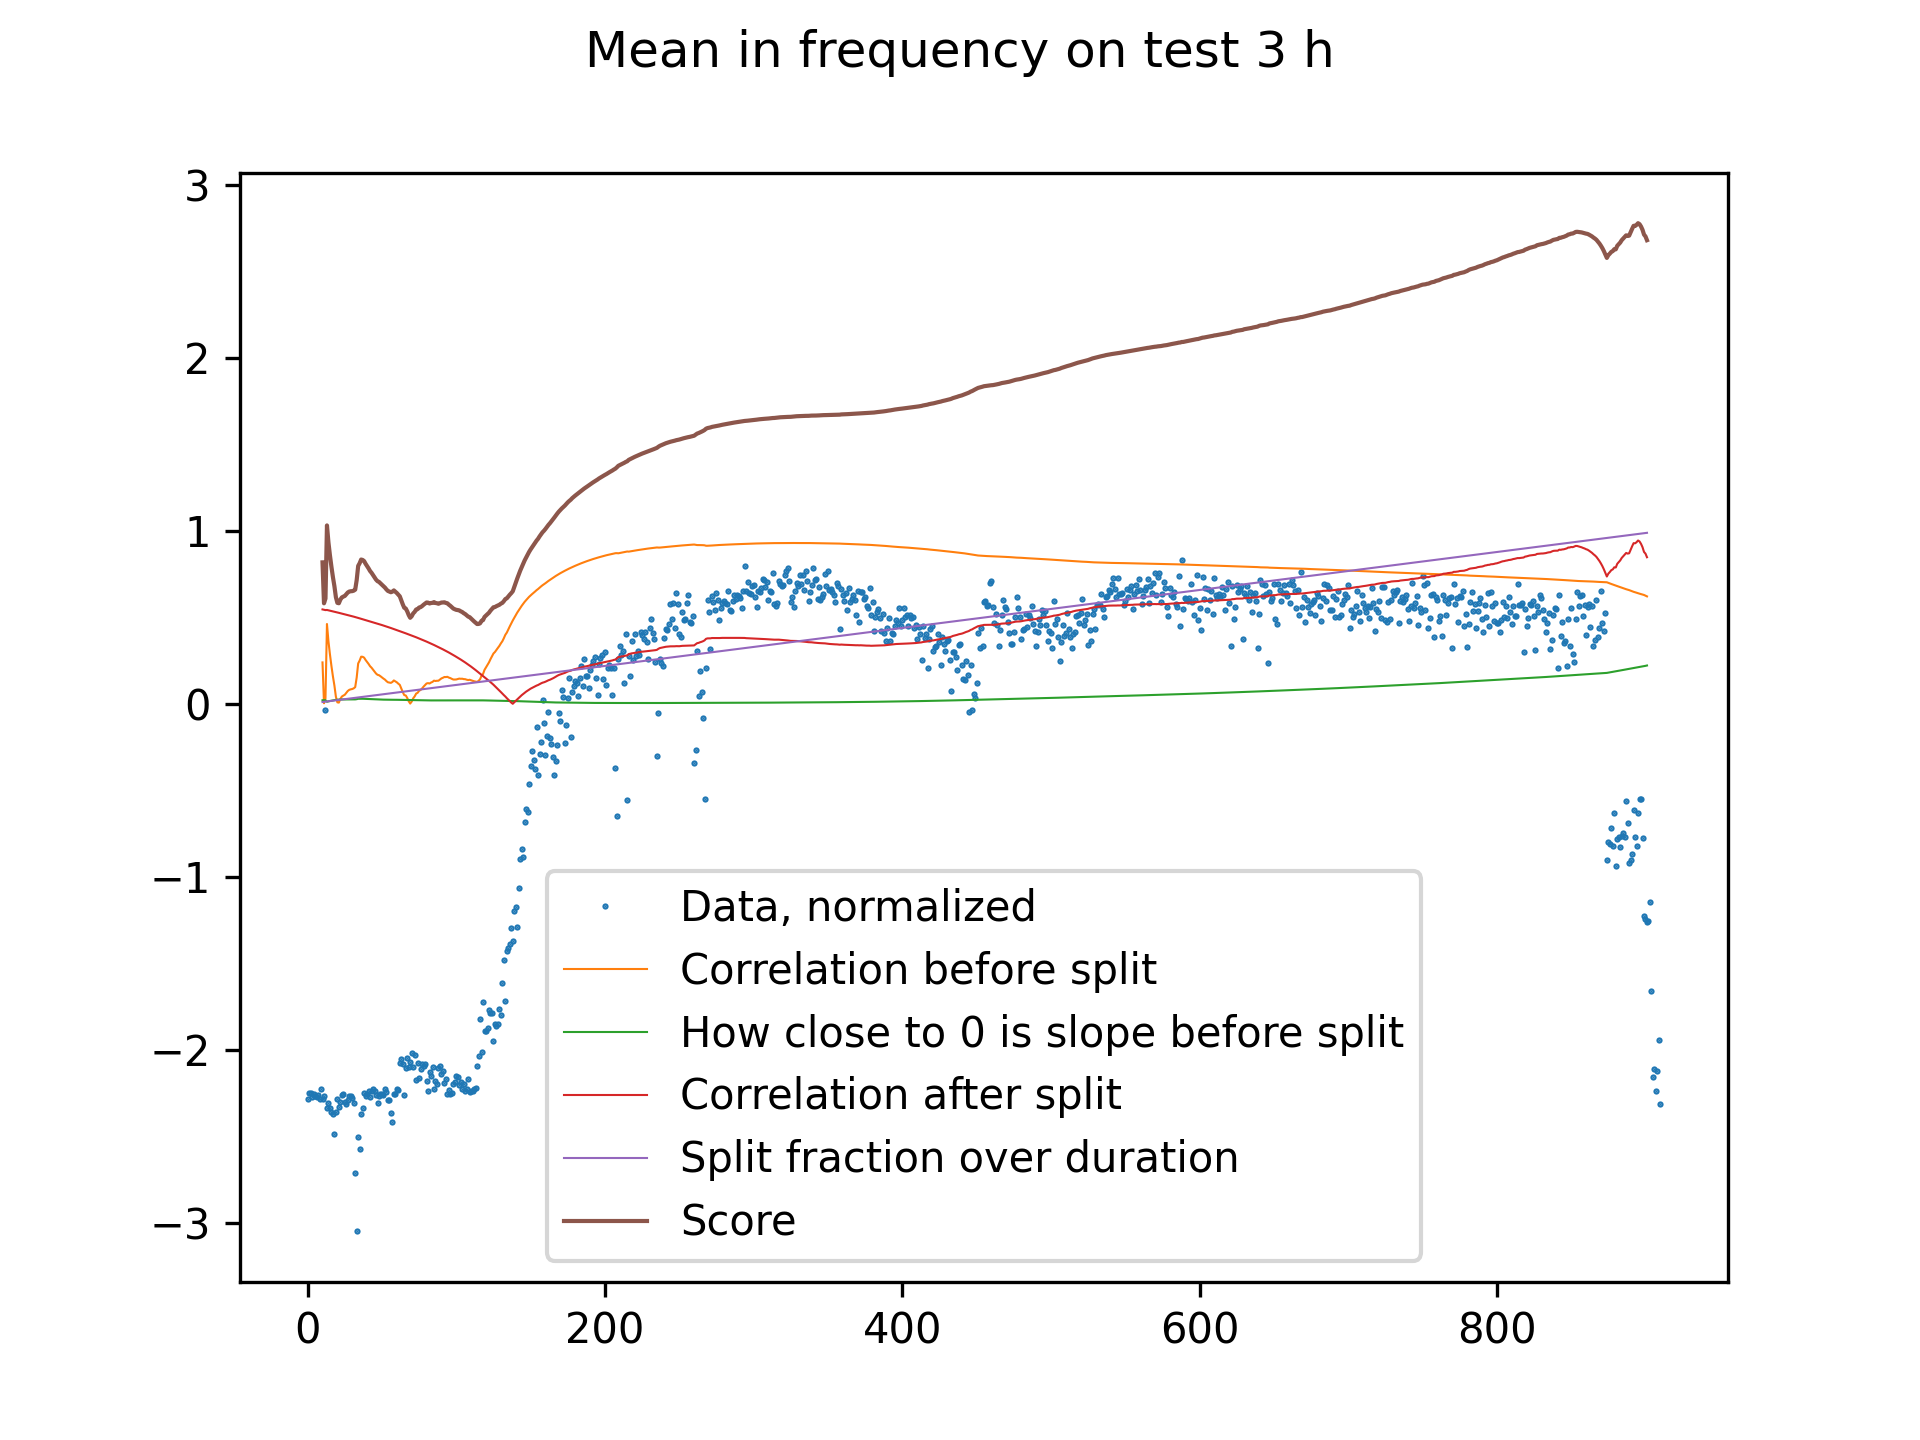 Mean in frequency on test 3 h
3
2
1
0
−1
−2
−3
Data, normalized
Correlation before split
How close to 0 is slope before split
Correlation after split
Split fraction over duration
Score
0 200 400 600 800